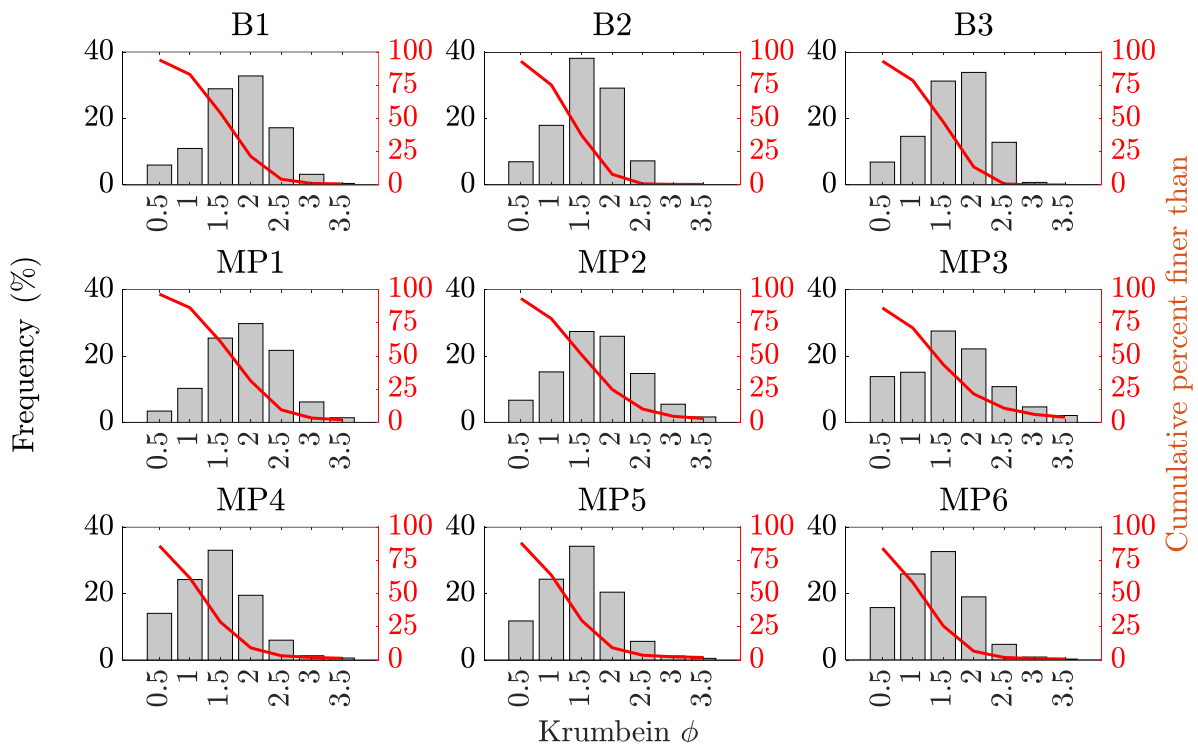 B1 B2 B3
40 100 40 100 40 100
75 75 75
20 50 20 50 20 50
25 25 25
0 0 0 0 0 0
0.5 1 1.5 2 2.5 3 3.5 0.5 1 1.5 2 2.5 3 3.5 0.5 1 1.5 2 2.5 3 3.5
MP1 MP2 MP3
40 100 40 100 40 100
75 75 75
20 50 20 50 20 50
25 25 25
0 0 0 0 0 0
0.5 1 1.5 2 2.5 3 3.5 0.5 1 1.5 2 2.5 3 3.5 0.5 1 1.5 2 2.5 3 3.5
MP4 MP5 MP6
40 100 40 100 40 100
75 75 75
20 50 20 50 20 50
25 25 25
0 0 0 0 0 0
0.5 1 1.5 2 2.5 3 3.5 0.5 1 1.5 2 2.5 3 3.5 0.5 1 1.5 2 2.5 3 3.5
Krumbein ϕ
Frequency (%)
Cumulative percent finer than